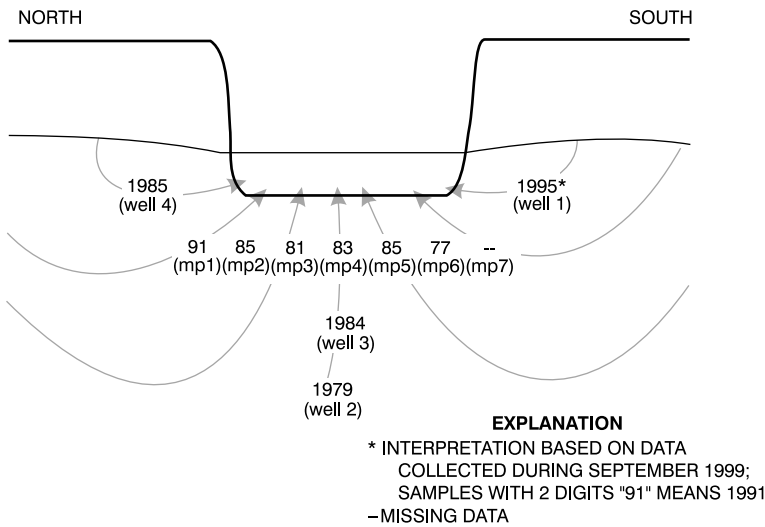 NORTH SOUTH
1985 1995*
(well 4) (well 1)
91 85 81 83 85 77 --
(mp1)(mp2)(mp3)(mp4)(mp5)(mp6)(mp7)
1984
(well 3)
1979
(well 2)
EXPLANATION
* INTERPRETATION BASED ON DATA
COLLECTED DURING SEPTEMBER 1999;
SAMPLES WITH 2 DIGITS "91" MEANS 1991
–MISSING DATA